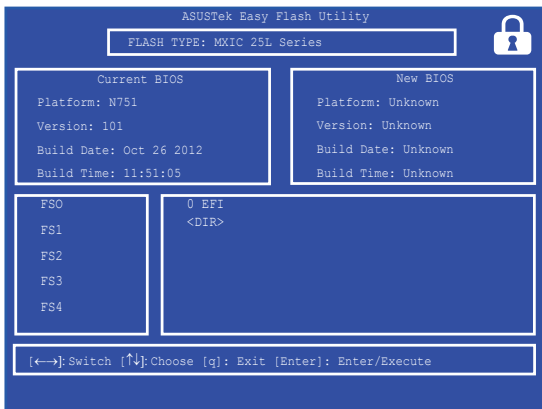 ASUSTek Easy Flash Utility
FLASH TYPE: MXIC 25L Series
Current BIOS
Platform: N751
Version: 101
Build Date: Oct 26 2012
Build Time: 11:51:05
New BIOS
Platform: Unknown
Version: Unknown
Build Date: Unknown
Build Time: Unknown
FSO
FS1
FS2
FS3
FS4
0 EFI
<DIR>
[←→]: Switch [↑↓]: Choose [q]: Exit [Enter]: Enter/Execute